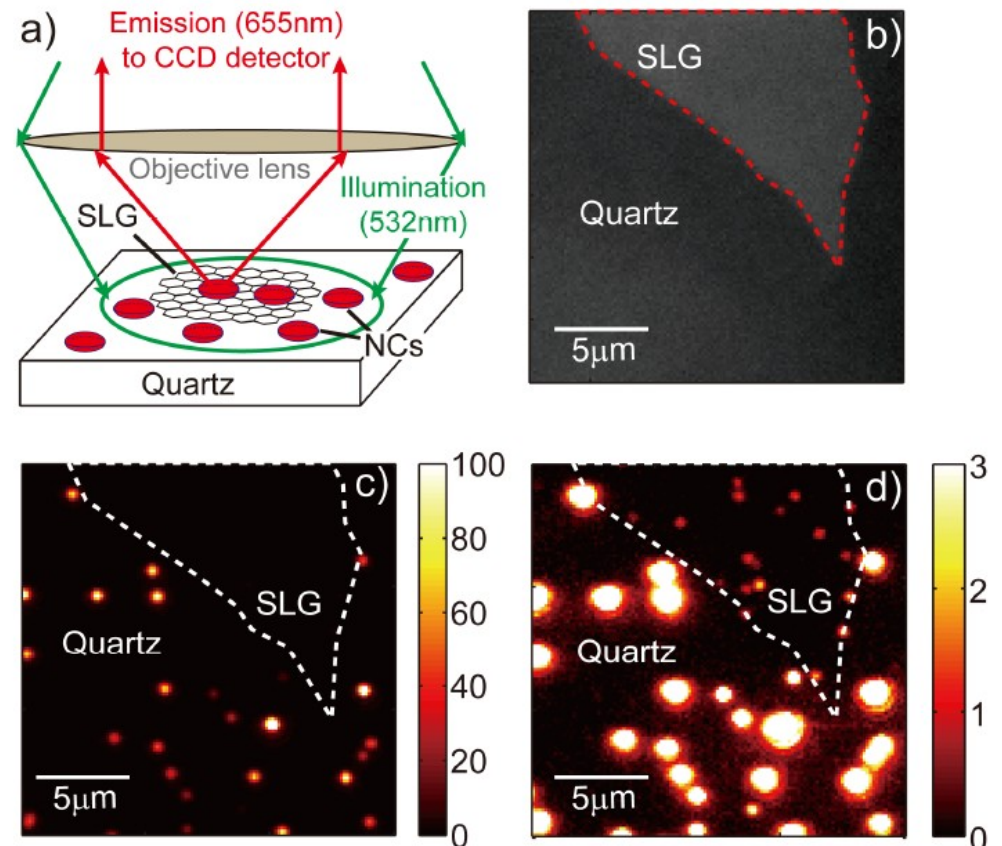 a)
Emission (655nm)
to CCD detector
Objective lens
Illumination
(532nm)
SLG
NCs
Quartz
b)
SLG
Quartz
5μm
c)
SLG
Quartz
5μm
100
80
60
40
20
0
d)
SLG
Quartz
5μm
3
2
1
0